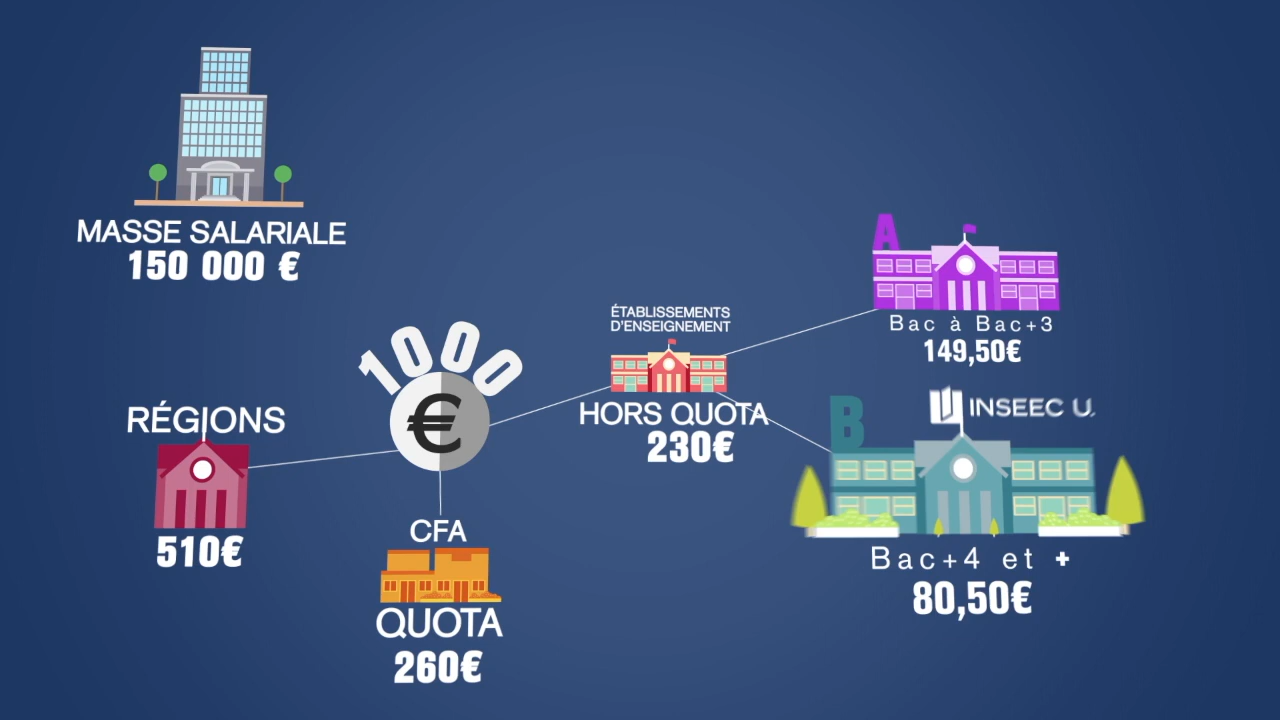 MASSE SALARIALE
150 000 €
1000
€
RÉGIONS
510€
CFA
QUOTA
260€
ÉTABLISSEMENTS
D'ENSEIGNEMENT
HORS QUOTA
230€
A
Bac à Bac+3
149,50€
B
INSEEC U.
Bac+4 et +
80,50€